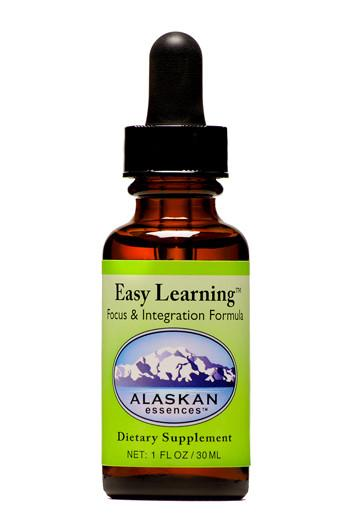 Easy Learning™
Focus & Integration Formula
ALASKAN
essences™
Dietary Supplement
NET: 1 FL OZ / 30 ML